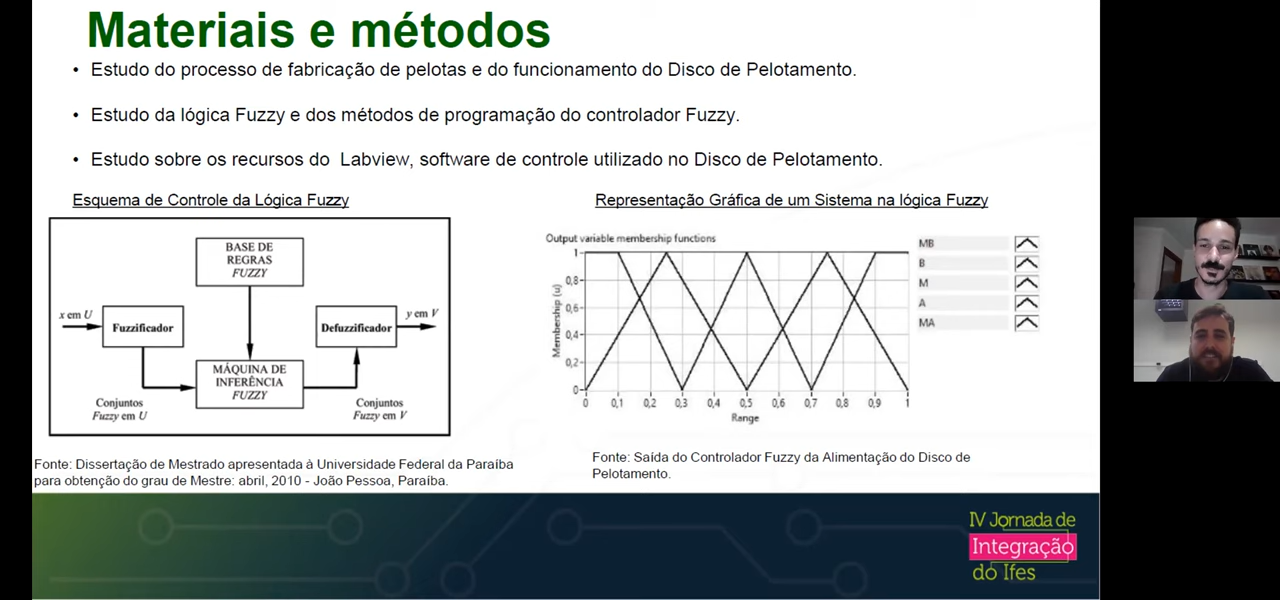 Materiais e métodos
• Estudo do processo de fabricação de pelotas e do funcionamento do Disco de Pelotamento.
• Estudo da lógica Fuzzy e dos métodos de programação do controlador Fuzzy.
• Estudo sobre os recursos do Labview, software de controle utilizado no Disco de Pelotamento.
Esquema de Controle da Lógica Fuzzy
BASE DE
REGRAS
FUZZY
x em U
Fuzzificador
Defuzzificador
y em V
MÁQUINA DE
INFERÊNCIA
FUZZY
Conjuntos
Fuzzy em U
Conjuntos
Fuzzy em V
Fonte: Dissertação de Mestrado apresentada à Universidade Federal da Paraíba
para obtenção do grau de Mestre: abril, 2010 - João Pessoa, Paraíba.
Representação Gráfica de um Sistema na lógica Fuzzy
Output variable membership functions
Membership (u)
1
0,8
0,6
0,4
0,2
0
0 0,1 0,2 0,3 0,4 0,5 0,6 0,7 0,8 0,9 1
Range
MB
B
M
A
MA
Fonte: Saída do Controlador Fuzzy da Alimentação do Disco de
Pelotamento.
IV Jornada de
Integração
do Ifes